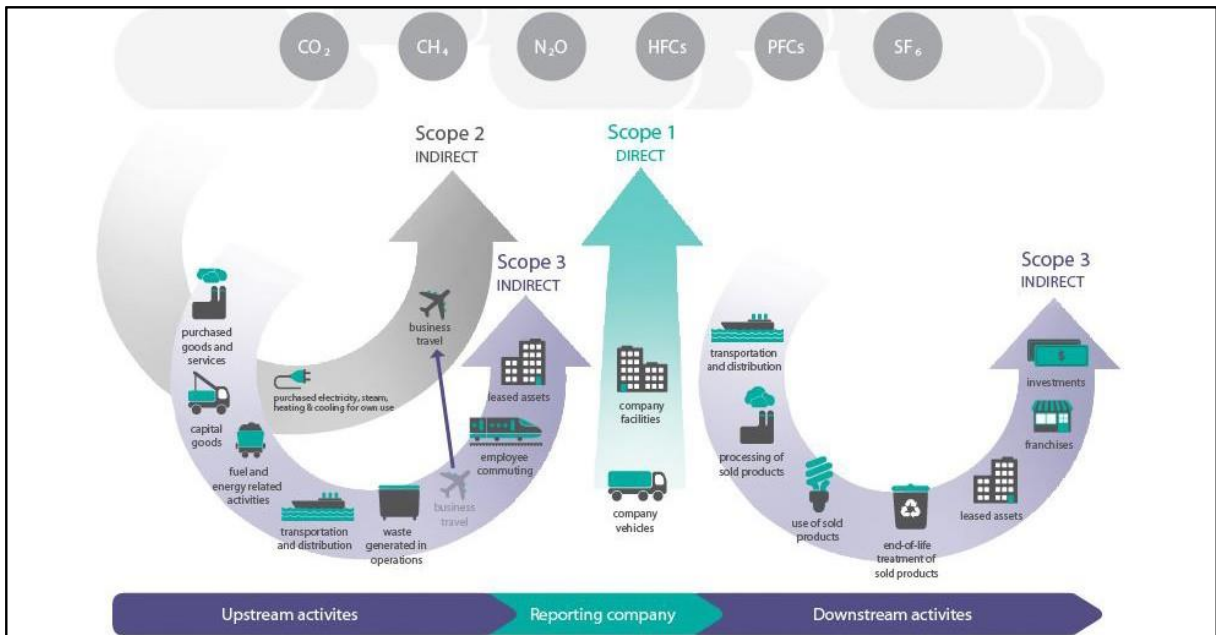 CO₂
CH₄
N₂O
HFCs
PFCs
SF₆
Scope 2
INDIRECT
Scope 1
DIRECT
Scope 3
INDIRECT
Scope 3
INDIRECT
purchased
goods and
services
capital
goods
fuel and
energy related
activities
purchased electricity, steam,
heating & cooling for own use
transportation
and distribution
waste
generated in
operations
business
travel
business
travel
employee
commuting
leased assets
company
facilities
company
vehicles
transportation
and distribution
processing of
sold products
use of sold
products
end-of-life
treatment of
sold products
leased assets
franchises
investments
$
Upstream activites
Reporting company
Downstream activites